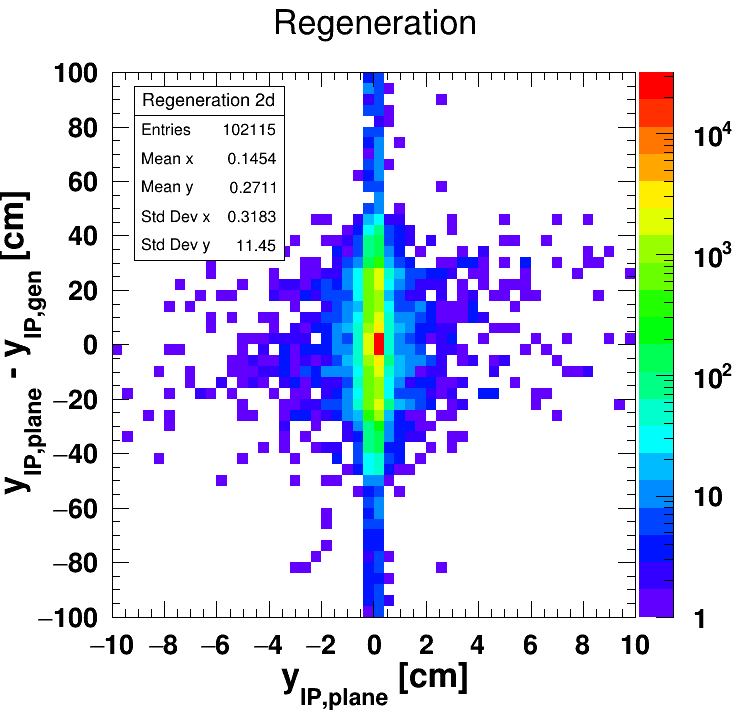 Regeneration
Regeneration 2d
Entries 102115
Mean x 0.1454
Mean y 0.2711
Std Dev x 0.3183
Std Dev y 11.45
y_IP,plane - y_IP,gen [cm]
100
80
60
40
20
0
−20
−40
−60
−80
−100
−10 −8 −6 −4 −2 0 2 4 6 8 10
y_IP,plane [cm]
10^4
10^3
10^2
10
1